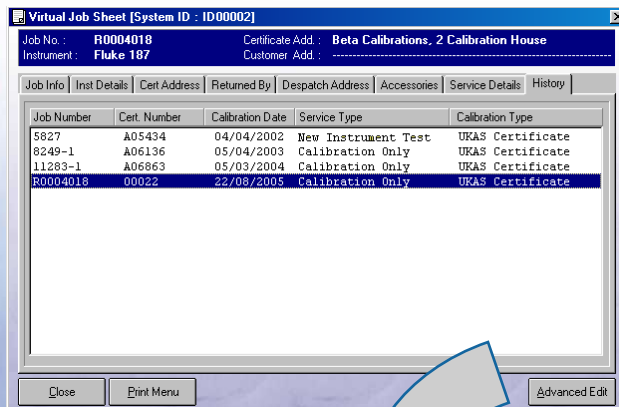 Virtual Job Sheet [System ID : ID00002]
Job No. : R0004018 Certificate Add. : Beta Calibrations, 2 Calibration House
Instrument : Fluke 187 Customer Add. : ------------------------------------------------------------
Job Info Inst Details Cert Address Returned By Despatch Address Accessories Service Details History
Job Number Cert. Number Calibration Date Service Type Calibration Type
5827 A05434 04/04/2002 New Instrument Test UKAS Certificate
8249-1 A06136 05/04/2003 Calibration Only UKAS Certificate
11283-1 A06863 05/03/2004 Calibration Only UKAS Certificate
R0004018 00022 22/08/2005 Calibration Only UKAS Certificate
Close Print Menu Advanced Edit